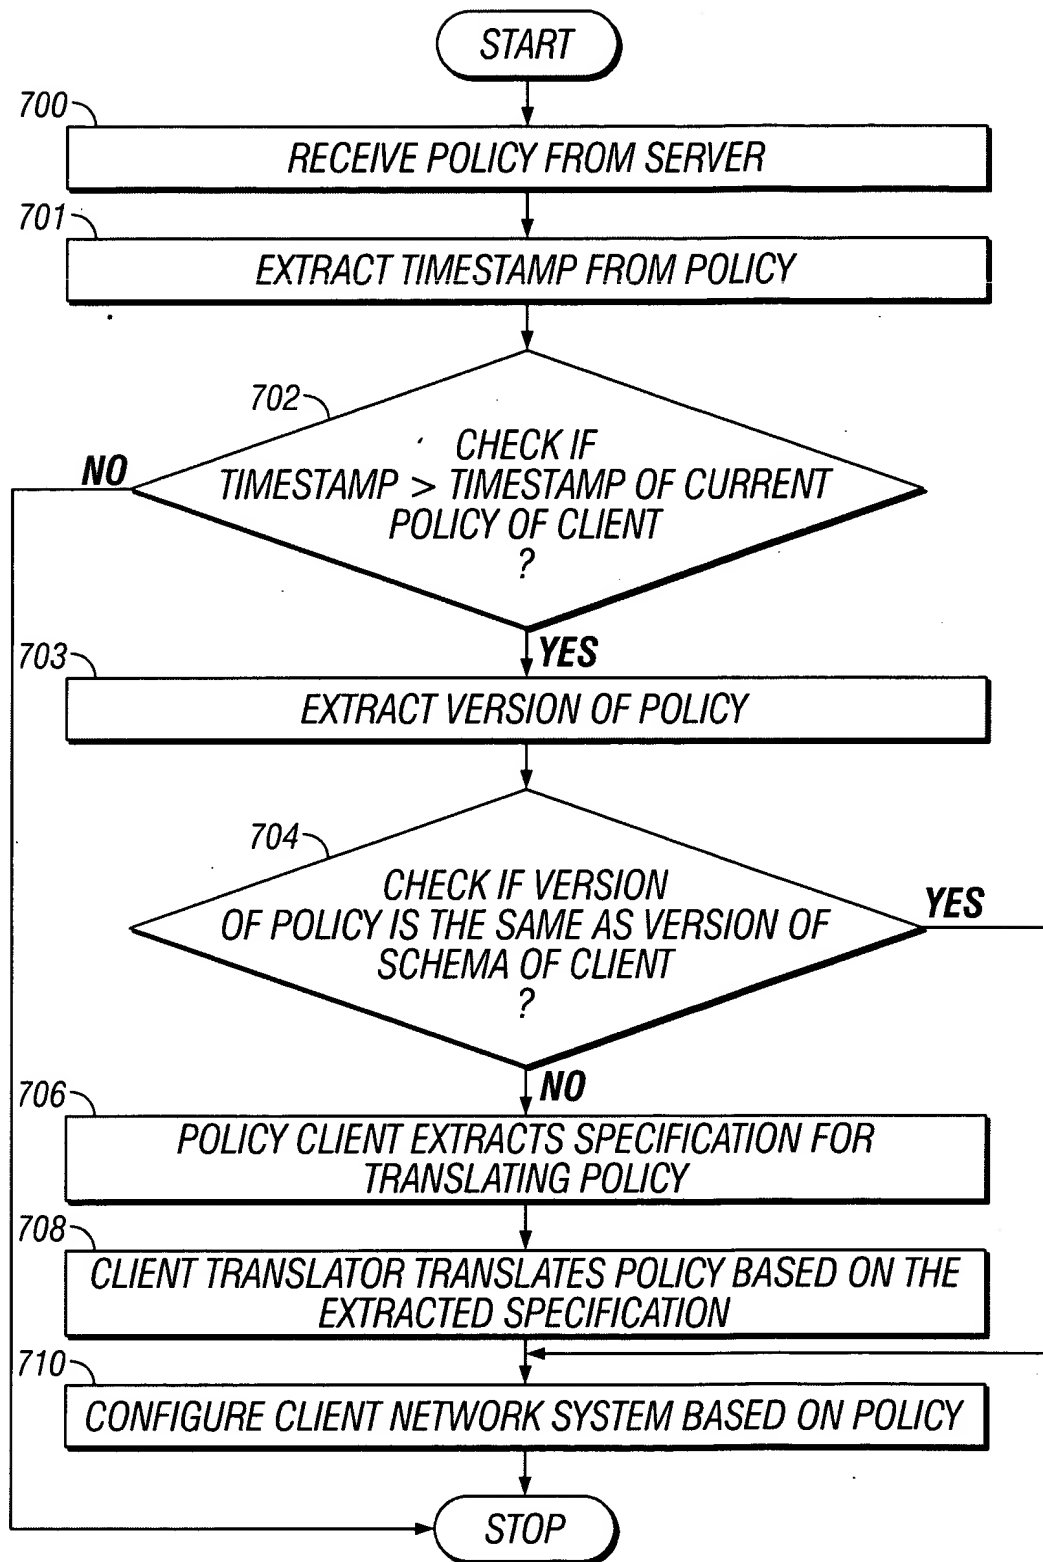 START
700
RECEIVE POLICY FROM SERVER
701
EXTRACT TIMESTAMP FROM POLICY
702
CHECK IF
TIMESTAMP > TIMESTAMP OF CURRENT
POLICY OF CLIENT
?
NO
YES
703
EXTRACT VERSION OF POLICY
704
CHECK IF VERSION
OF POLICY IS THE SAME AS VERSION OF
SCHEMA OF CLIENT
?
YES
NO
706
POLICY CLIENT EXTRACTS SPECIFICATION FOR
TRANSLATING POLICY
708
CLIENT TRANSLATOR TRANSLATES POLICY BASED ON THE
EXTRACTED SPECIFICATION
710
CONFIGURE CLIENT NETWORK SYSTEM BASED ON POLICY
STOP